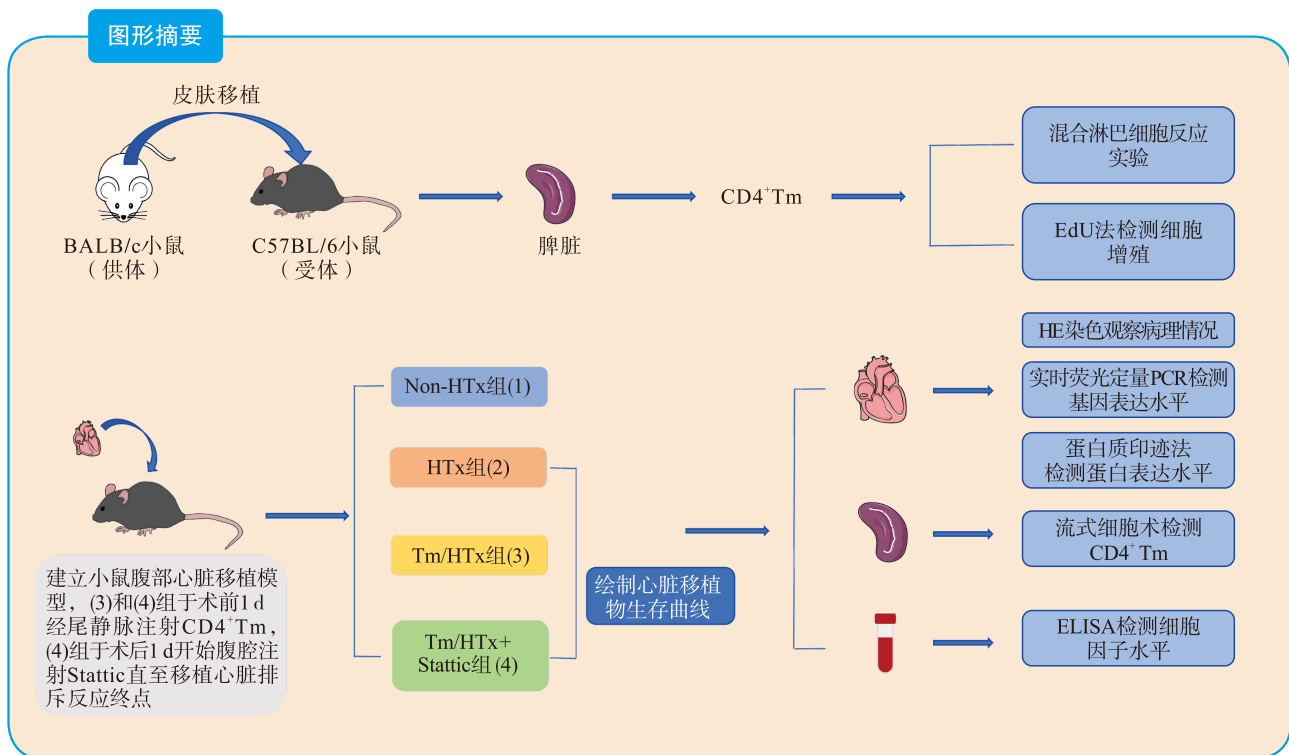 图形摘要
皮肤移植
BALB/c小鼠
（供体）
C57BL/6小鼠
（受体）
脾脏
CD4⁺Tm
混合淋巴细胞反应
实验
EdU法检测细胞
增殖
建立小鼠腹部心脏移植模
型，(3)和(4)组于术前1 d
经尾静脉注射CD4⁺Tm，
(4)组于术后1 d开始腹腔注
射Stattic直至移植心脏排
斥反应终点
Non-HTx组(1)
HTx组(2)
Tm/HTx组(3)
Tm/HTx+
Stattic组(4)
绘制心脏移植
物生存曲线
HE染色观察病理情况
实时荧光定量PCR检测
基因表达水平
蛋白质印迹法
检测蛋白表达水平
流式细胞术检测
CD4⁺ Tm
ELISA检测细胞
因子水平